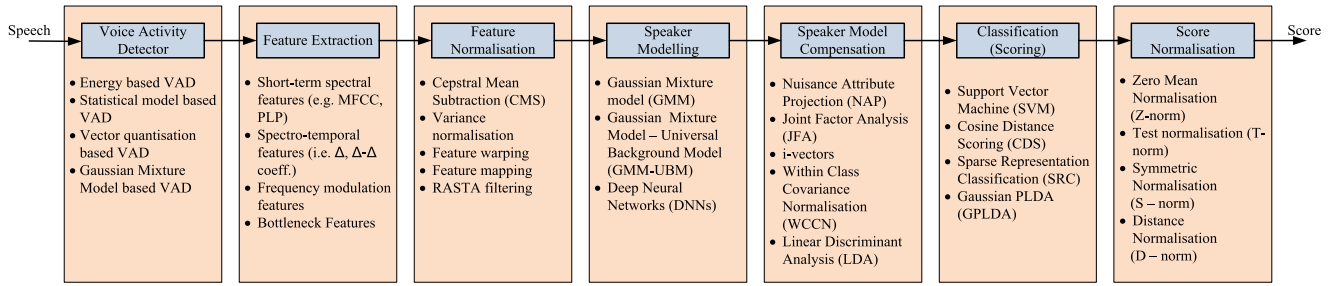 Speech
Voice Activity
Detector
• Energy based VAD
• Statistical model based
VAD
• Vector quantisation
based VAD
• Gaussian Mixture
Model based VAD
Feature Extraction
• Short-term spectral
features (e.g. MFCC,
PLP)
• Spectro-temporal
features (i.e. Δ, Δ-Δ
coeff.)
• Frequency modulation
features
• Bottleneck Features
Feature
Normalisation
• Cepstral Mean
Subtraction (CMS)
• Variance
normalisation
• Feature warping
• Feature mapping
• RASTA filtering
Speaker
Modelling
• Gaussian Mixture
model (GMM)
• Gaussian Mixture
Model – Universal
Background Model
(GMM-UBM)
• Deep Neural
Networks (DNNs)
Speaker Model
Compensation
• Nuisance Attribute
Projection (NAP)
• Joint Factor Analysis
(JFA)
• i-vectors
• Within Class
Covariance
Normalisation
(WCCN)
• Linear Discriminant
Analysis (LDA)
Classification
(Scoring)
• Support Vector
Machine (SVM)
• Cosine Distance
Scoring (CDS)
• Sparse Representation
Classification (SRC)
• Gaussian PLDA
(GPLDA)
Score
Normalisation
• Zero Mean
Normalisation
(Z-norm)
• Test normalisation (T-
norm)
• Symmetric
Normalisation
(S – norm)
• Distance
Normalisation
(D – norm)
Score